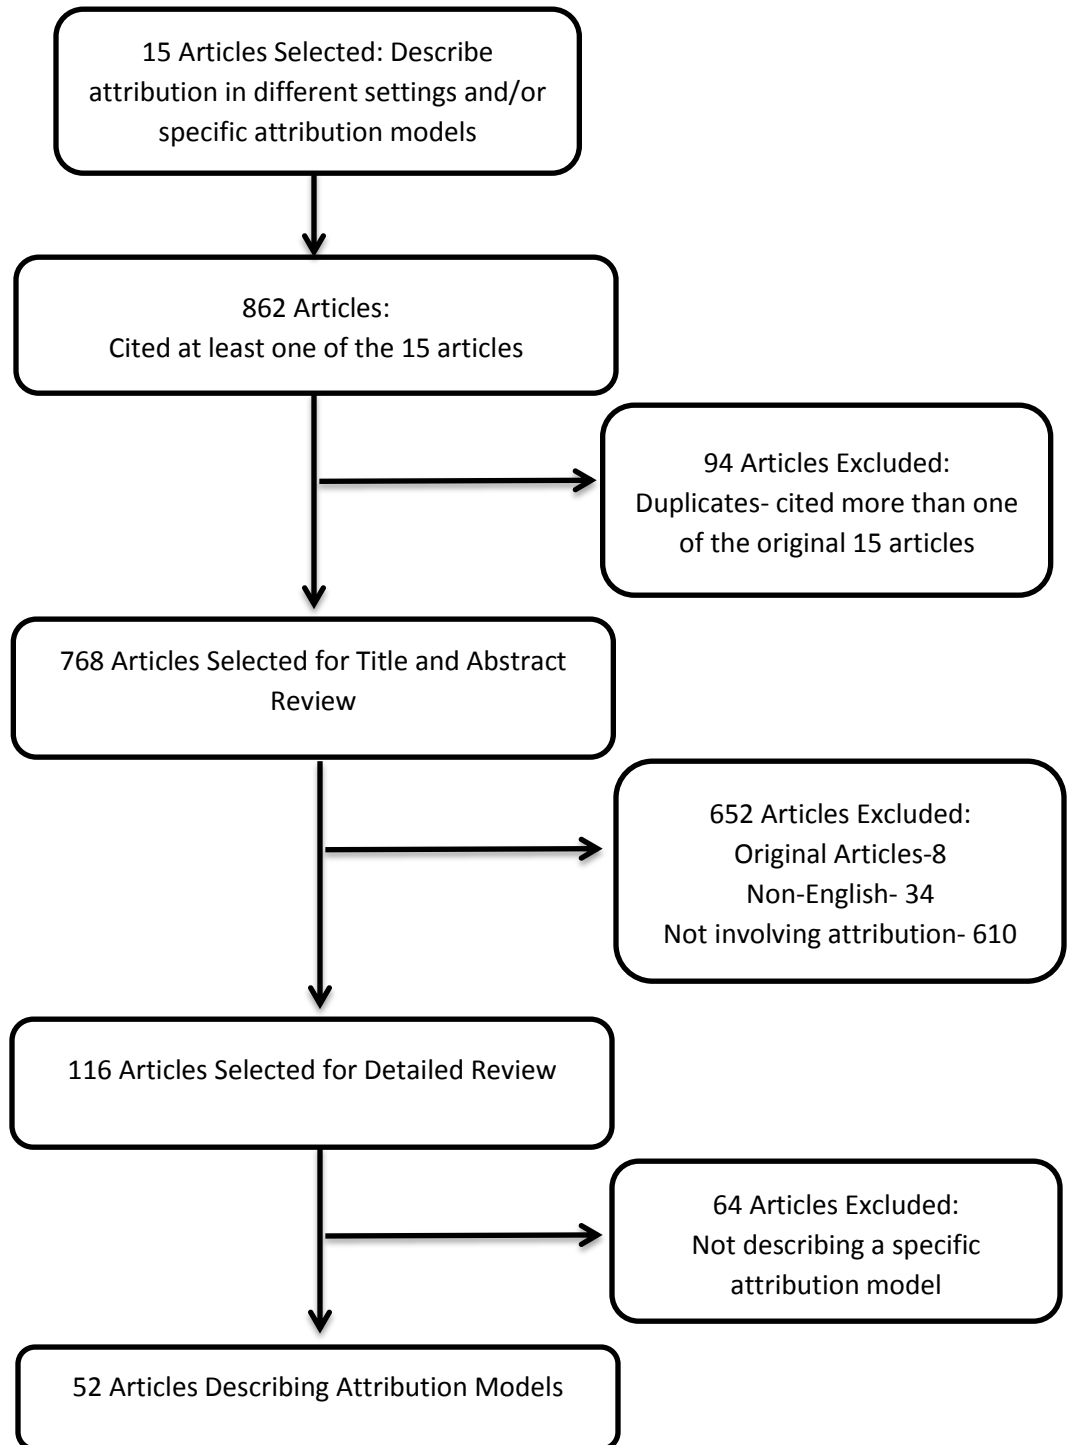 15 Articles Selected: Describe
attribution in different settings and/or
specific attribution models
862 Articles:
Cited at least one of the 15 articles
94 Articles Excluded:
Duplicates- cited more than one
of the original 15 articles
768 Articles Selected for Title and Abstract
Review
652 Articles Excluded:
Original Articles-8
Non-English- 34
Not involving attribution- 610
116 Articles Selected for Detailed Review
64 Articles Excluded:
Not describing a specific
attribution model
52 Articles Describing Attribution Models